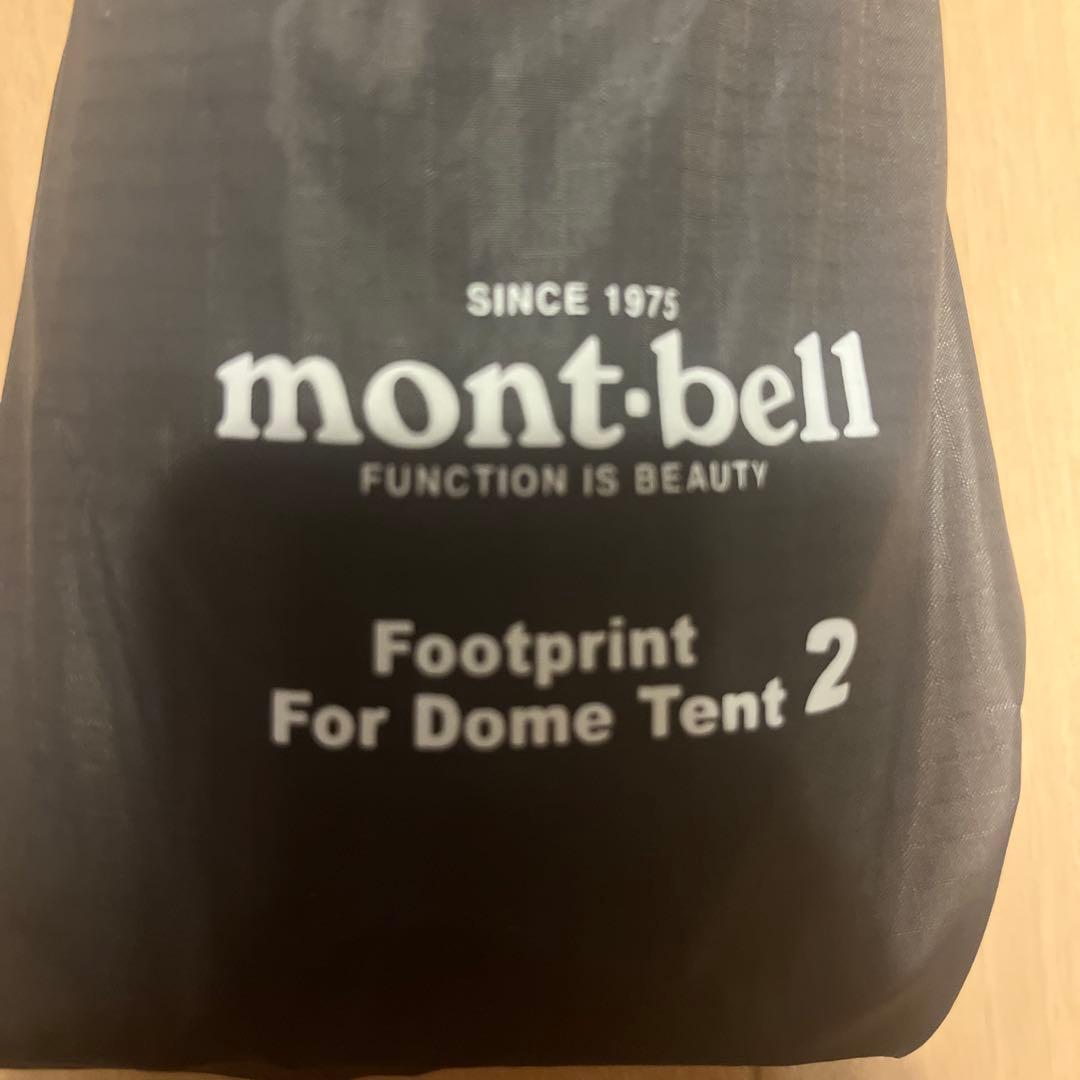 SINCE 1975
mont·bell
FUNCTION IS BEAUTY
Footprint
For Dome Tent 2